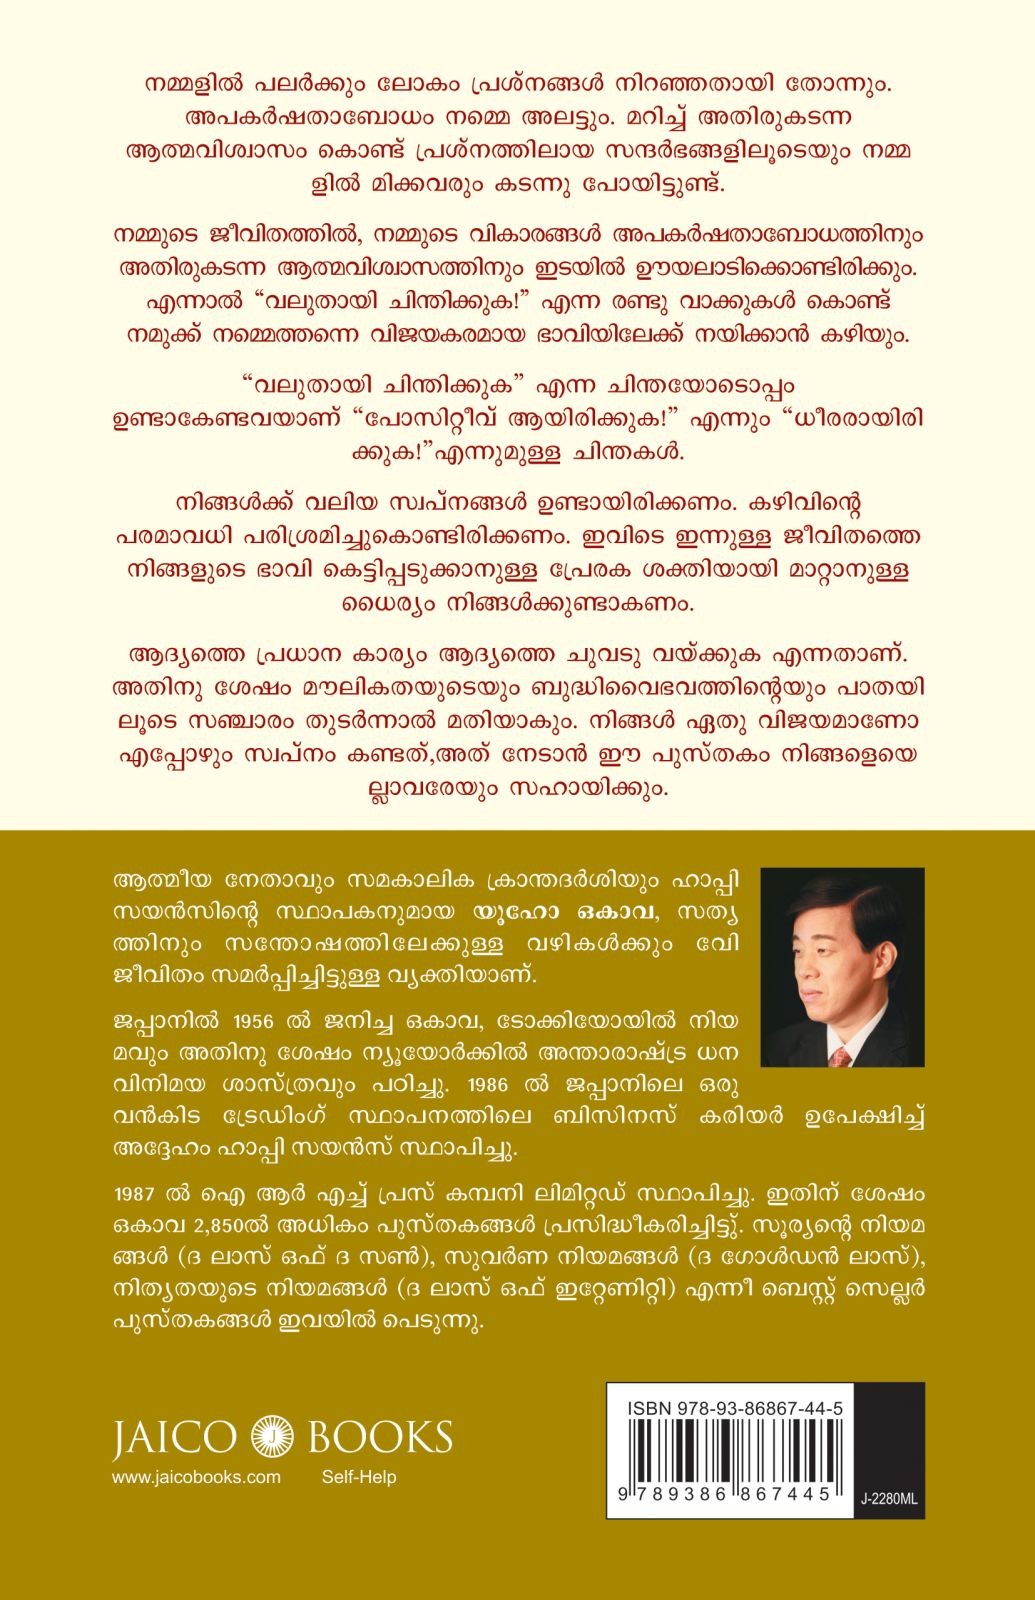 നമ്മളിൽ പലർക്കും ലോകം പ്രശ്നങ്ങൾ നിറഞ്ഞതായി തോന്നും.
അപകർഷതാബോധം നമ്മെ അലട്ടും. മറിച്ച് അതിരുകടന്ന
ആത്മവിശ്വാസം കൊണ്ട് പ്രശ്നത്തിലായ സന്ദർഭങ്ങളിലൂടെയും നമ്മ
ളിൽ മിക്കവരും കടന്നു പോയിട്ടുണ്ട്.
നമ്മുടെ ജീവിതത്തിൽ, നമ്മുടെ വികാരങ്ങൾ അപകർഷതാബോധത്തിനും
അതിരുകടന്ന ആത്മവിശ്വാസത്തിനും ഇടയിൽ ഊയലാടിക്കൊണ്ടിരിക്കും.
എന്നാൽ “വലുതായി ചിന്തിക്കുക!” എന്ന രണ്ടു വാക്കുകൾ കൊണ്ട്
നമുക്ക് നമ്മെത്തന്നെ വിജയകരമായ ഭാവിയിലേക്ക് നയിക്കാൻ കഴിയും.
“വലുതായി ചിന്തിക്കുക” എന്ന ചിന്തയോടൊപ്പം
ഉണ്ടാകേണ്ടവയാണ് “പോസിറ്റീവ് ആയിരിക്കുക!” എന്നും “ധീരരായിരി
ക്കുക!”എന്നുമുള്ള ചിന്തകൾ.
നിങ്ങൾക്ക് വലിയ സ്വപ്നങ്ങൾ ഉണ്ടായിരിക്കണം. കഴിവിന്റെ
പരമാവധി പരിശ്രമിച്ചുകൊണ്ടിരിക്കണം. ഇവിടെ ഇന്നുള്ള ജീവിതത്തെ
നിങ്ങളുടെ ഭാവി കെട്ടിപ്പടുക്കാനുള്ള പ്രേരക ശക്തിയായി മാറ്റാനുള്ള
ധൈര്യം നിങ്ങൾക്കുണ്ടാകണം.
ആദ്യത്തെ പ്രധാന കാര്യം ആദ്യത്തെ ചുവടു വയ്ക്കുക എന്നതാണ്.
അതിനു ശേഷം മൗലികതയുടെയും ബുദ്ധിവൈഭവത്തിന്റെയും പാതയി
ലൂടെ സഞ്ചാരം തുടർന്നാൽ മതിയാകും. നിങ്ങൾ ഏതു വിജയമാണോ
എപ്പോഴും സ്വപ്നം കണ്ടത്,അത് നേടാൻ ഈ പുസ്തകം നിങ്ങളെയെ
ല്ലാവരേയും സഹായിക്കും.
ആത്മീയ നേതാവും സമകാലിക ക്രാന്തദർശിയും ഹാപ്പി
സയൻസിന്റെ സ്ഥാപകനുമായ യൂഹോ ഒകാവ, സത്യ
ത്തിനും സന്തോഷത്തിലേക്കുള്ള വഴികൾക്കും വേി
ജീവിതം സമർപ്പിച്ചിട്ടുള്ള വ്യക്തിയാണ്.
ജപ്പാനിൽ 1956 ൽ ജനിച്ച ഒകാവ, ടോക്കിയോയിൽ നിയ
മവും അതിനു ശേഷം ന്യൂയോർക്കിൽ അന്താരാഷ്ട്ര ധന
വിനിമയ ശാസ്ത്രവും പഠിച്ചു. 1986 ൽ ജപ്പാനിലെ ഒരു
വൻകിട ട്രേഡിംഗ് സ്ഥാപനത്തിലെ ബിസിനസ് കരിയർ ഉപേക്ഷിച്ച്
അദ്ദേഹം ഹാപ്പി സയൻസ് സ്ഥാപിച്ചു.
1987 ൽ ഐ ആർ എച്ച് പ്രസ് കമ്പനി ലിമിറ്റഡ് സ്ഥാപിച്ചു. ഇതിന് ശേഷം
ഒകാവ 2,850ൽ അധികം പുസ്തകങ്ങൾ പ്രസിദ്ധീകരിച്ചിട്ടു്. സൂര്യന്റെ നിയമ
ങ്ങൾ (ദ ലാസ് ഒഫ് ദ സൺ), സുവർണ നിയമങ്ങൾ (ദ ഗോൾഡൻ ലാസ്),
നിത്യതയുടെ നിയമങ്ങൾ (ദ ലാസ് ഒഫ് ഇറ്റേണിറ്റി) എന്നീ ബെസ്റ്റ് സെല്ലർ
പുസ്തകങ്ങൾ ഇവയിൽ പെടുന്നു.
JAICO J BOOKS
www.jaicobooks.com Self-Help
ISBN 978-93-86867-44-5
9 789386 867445
J-2280ML